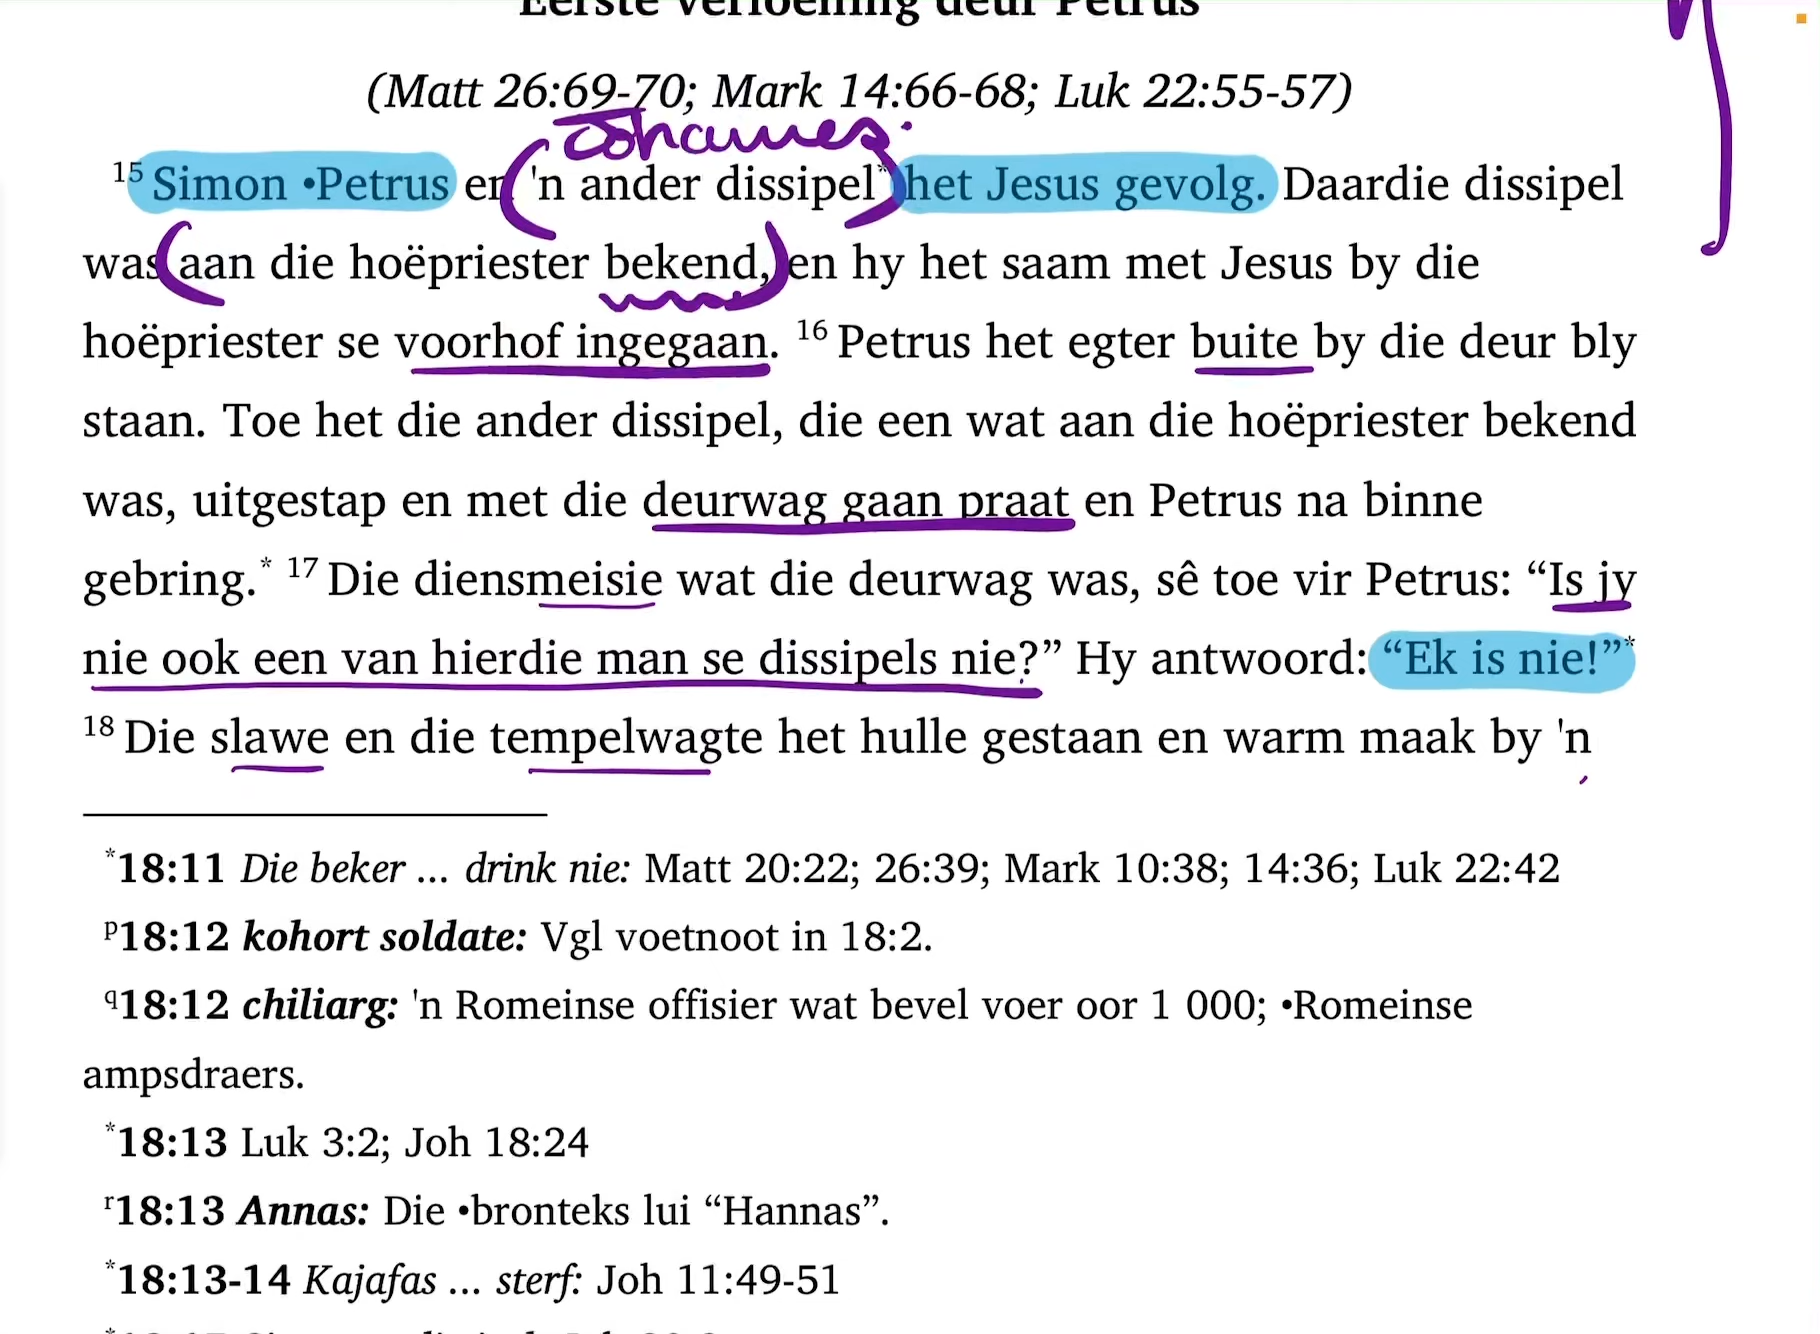 Eerste verloëning deur Petrus
(Matt 26:69-70; Mark 14:66-68; Luk 22:55-57)
Johannes.
15 Simon •Petrus en 'n ander dissipel* het Jesus gevolg. Daardie dissipel
was aan die hoëpriester bekend, en hy het saam met Jesus by die
hoëpriester se voorhof ingegaan. 16 Petrus het egter buite by die deur bly
staan. Toe het die ander dissipel, die een wat aan die hoëpriester bekend
was, uitgestap en met die deurwag gaan praat en Petrus na binne
gebring.* 17 Die diensmeisie wat die deurwag was, sê toe vir Petrus: “Is jy
nie ook een van hierdie man se dissipels nie?” Hy antwoord: “Ek is nie!”*
18 Die slawe en die tempelwagte het hulle gestaan en warm maak by 'n
*18:11 Die beker ... drink nie: Matt 20:22; 26:39; Mark 10:38; 14:36; Luk 22:42
p18:12 kohort soldate: Vgl voetnoot in 18:2.
q18:12 chiliarg: 'n Romeinse offisier wat bevel voer oor 1 000; •Romeinse
ampsdraers.
*18:13 Luk 3:2; Joh 18:24
r18:13 Annas: Die •bronteks lui “Hannas”.
*18:13-14 Kajafas ... sterf: Joh 11:49-51